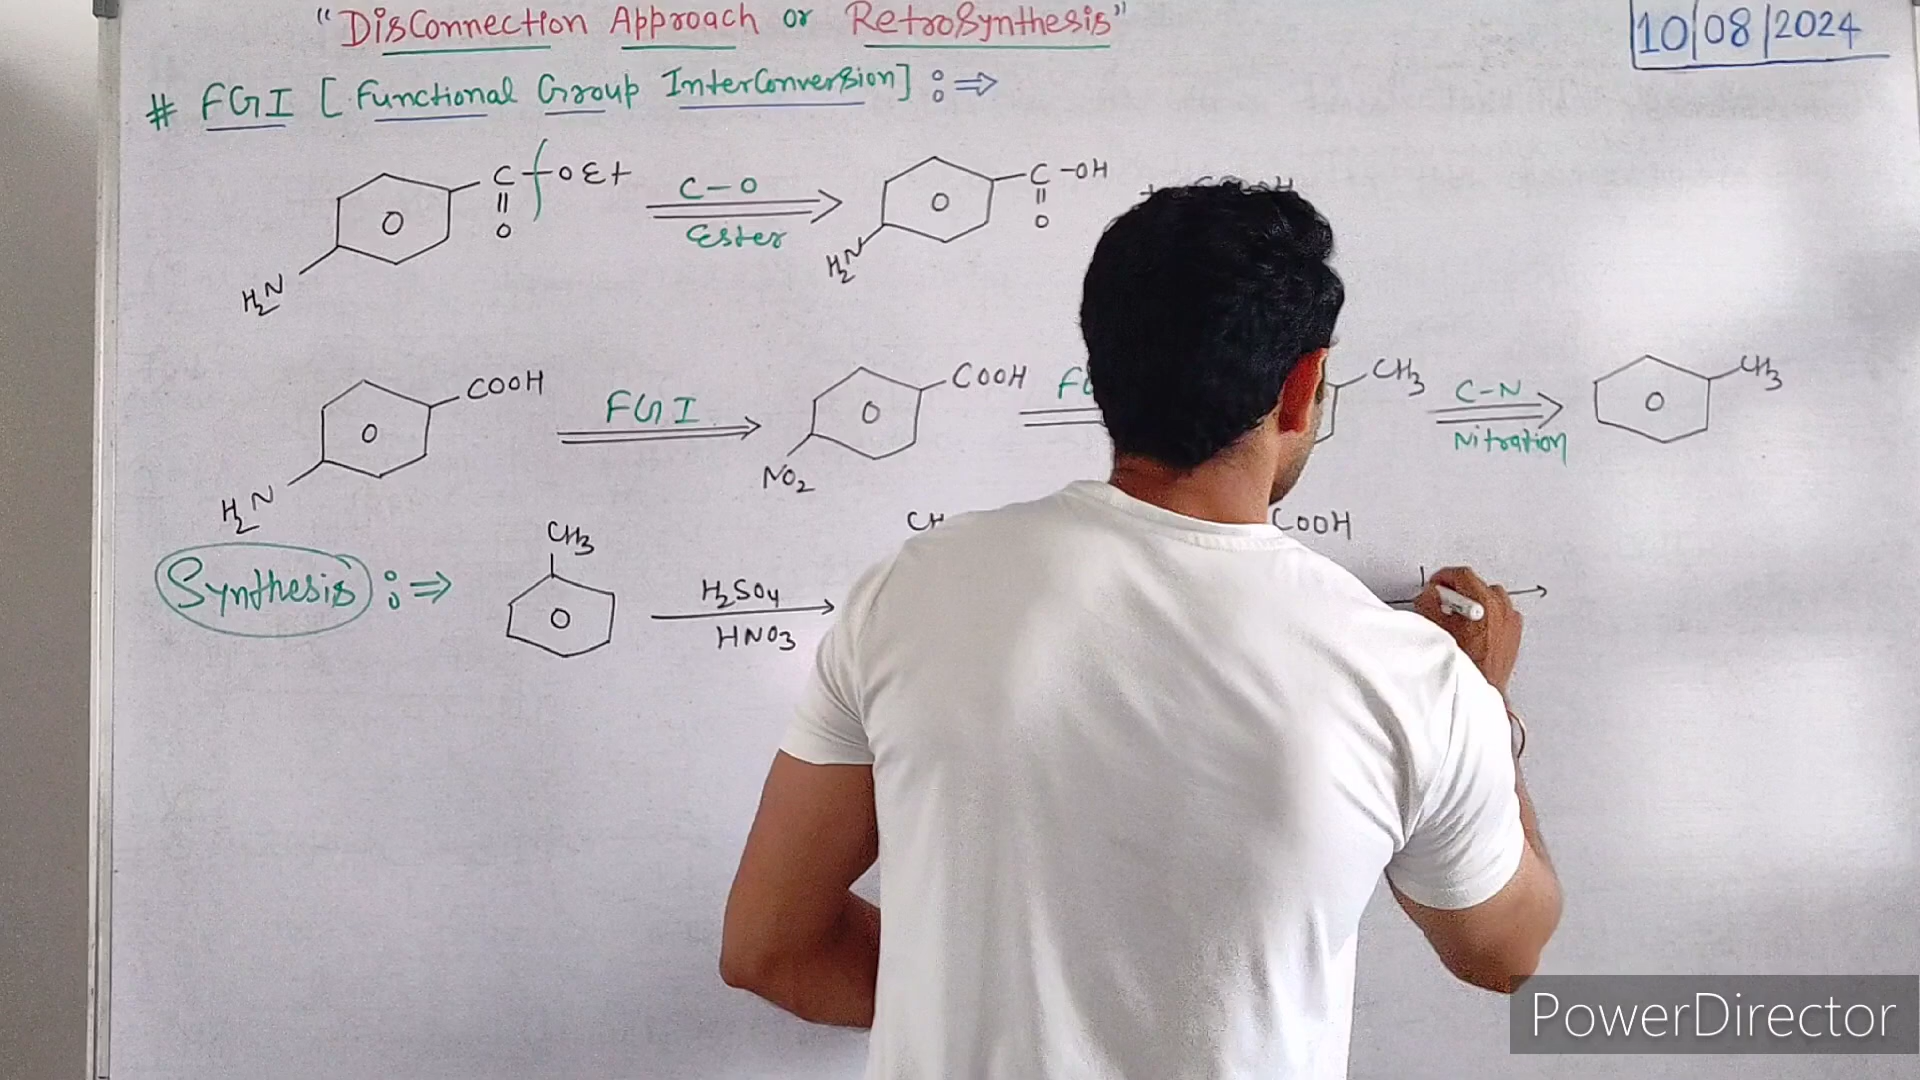 "Disconnection Approach or Retrosynthesis"
10/08/2024
# FGI [Functional Group InterConversion] :⇒
C-OEt
||
O
H2N
C-O
Ester
C-OH
||
O
H2N
COOH
H2N
FGI
COOH
NO2
CH3
C-N
Nitration
CH3
Synthesis :⇒
CH3
H2SO4
HNO3
COOH
PowerDirector